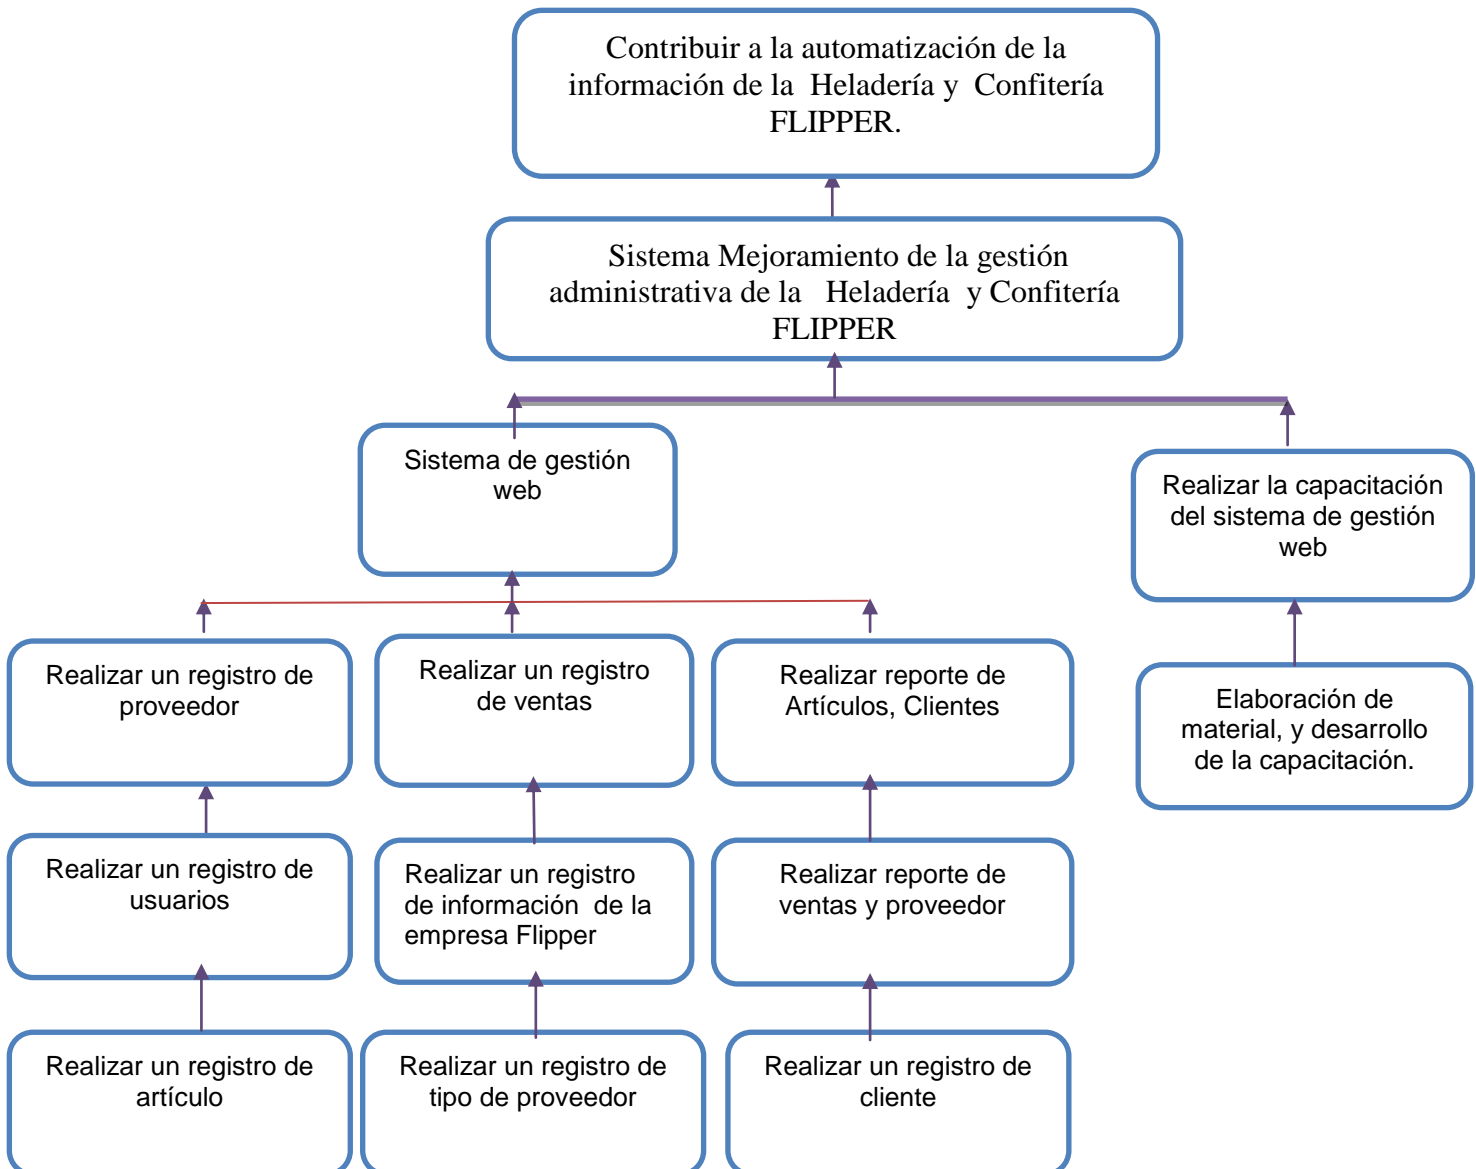 Contribuir a la automatización de la
información de la Heladería y Confitería
FLIPPER.
Sistema Mejoramiento de la gestión
administrativa de la Heladería y Confitería
FLIPPER
Sistema de gestión
web
Realizar la capacitación
del sistema de gestión
web
Realizar un registro de
proveedor
Realizar un registro
de ventas
Realizar reporte de
Artículos, Clientes
Elaboración de
material, y desarrollo
de la capacitación.
Realizar un registro de
usuarios
Realizar un registro
de información de la
empresa Flipper
Realizar reporte de
ventas y proveedor
Realizar un registro de
artículo
Realizar un registro de
tipo de proveedor
Realizar un registro de
cliente